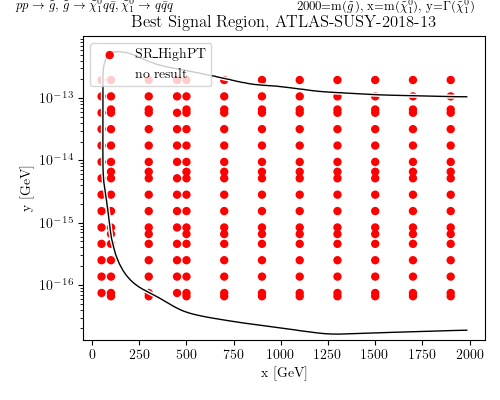 pp → g̃, g̃ → χ̃₁⁰qq̄, χ̃₁⁰ → qq̄q 2000=m(g̃), x=m(χ̃₁⁰), y=Γ(χ̃₁⁰)
Best Signal Region, ATLAS-SUSY-2018-13
SR_HighPT
no result
10⁻¹³
10⁻¹⁴
10⁻¹⁵
10⁻¹⁶
y [GeV]
0 250 500 750 1000 1250 1500 1750 2000
x [GeV]